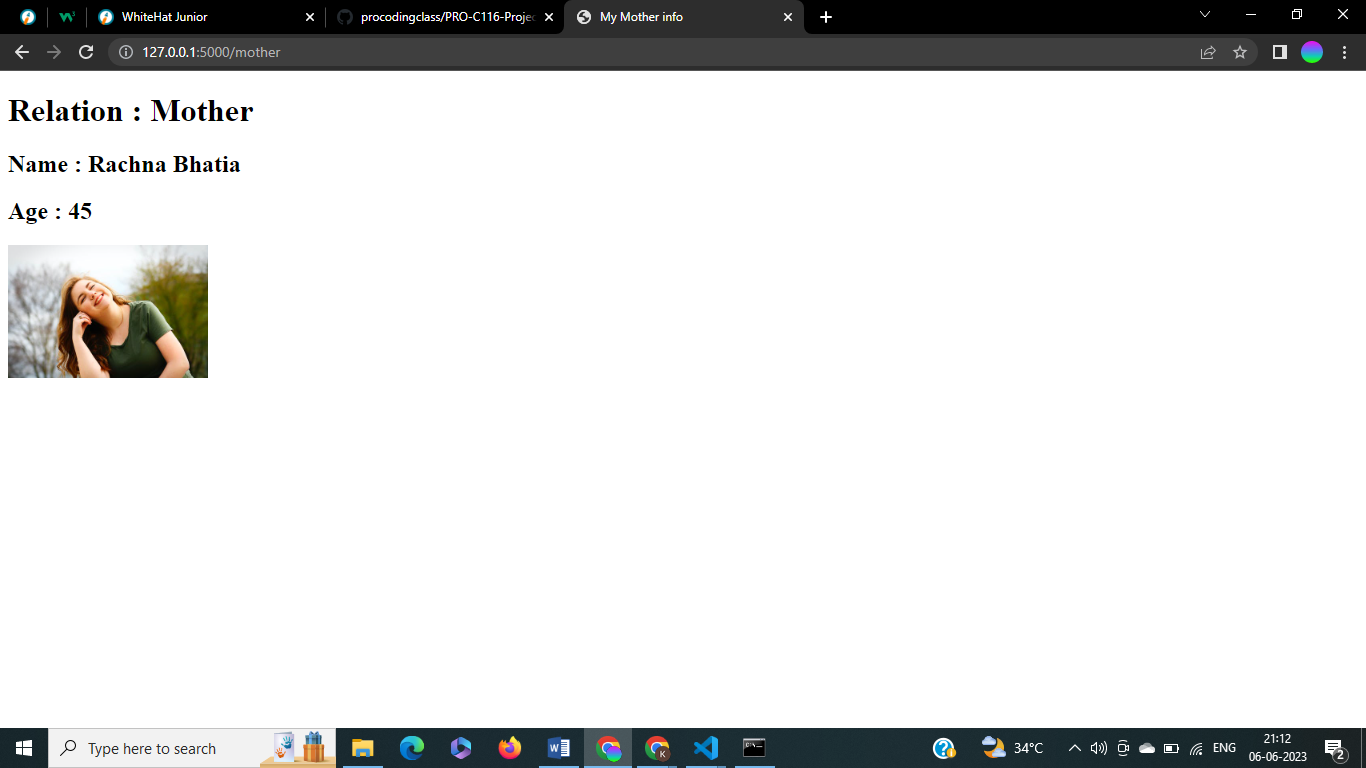 WhiteHat Junior
procodingclass/PRO-C116-Projec
My Mother info
127.0.0.1:5000/mother
Relation : Mother
Name : Rachna Bhatia
Age : 45
Type here to search
34°C
ENG
21:12
06-06-2023
2